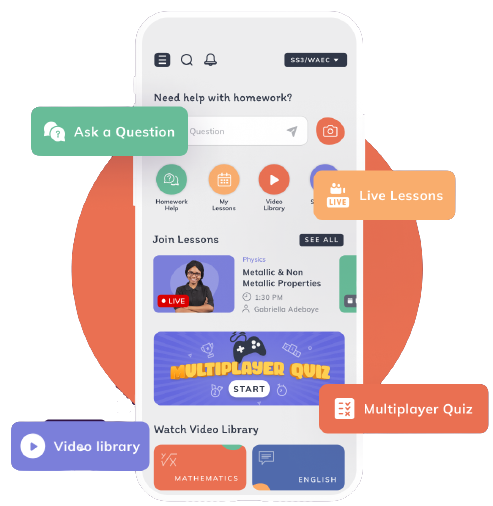 SS3/WAEC
Need help with homework?
Ask a Question
Question
Homework
Help
My
Lessons
Video
Library
LIVE
Live Lessons
Join Lessons
SEE ALL
LIVE
Physics
Metallic & Non
Metallic Properties
1:30 PM
Gabriella Adeboye
MULTIPLAYER QUIZ
START
Multiplayer Quiz
Watch Video Library
Video library
√x
MATHEMATICS
ENGLISH